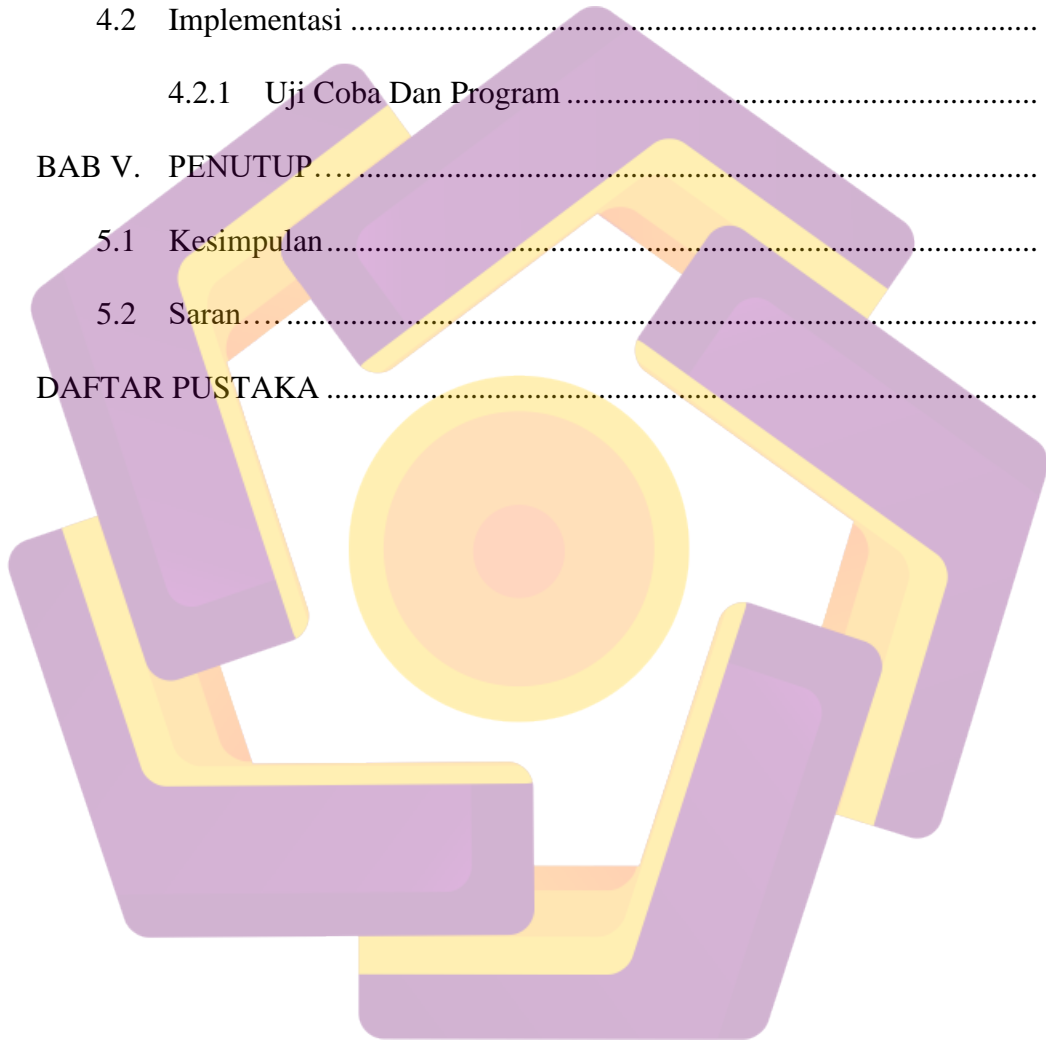 4.2 Implementasi ......................................................................................
4.2.1 Uji Coba Dan Program ...........................................................
BAB V. PENUTUP…. .....................................................................................
5.1 Kesimpulan .........................................................................................
5.2 Saran…. ..............................................................................................
DAFTAR PUSTAKA .........................................................................................